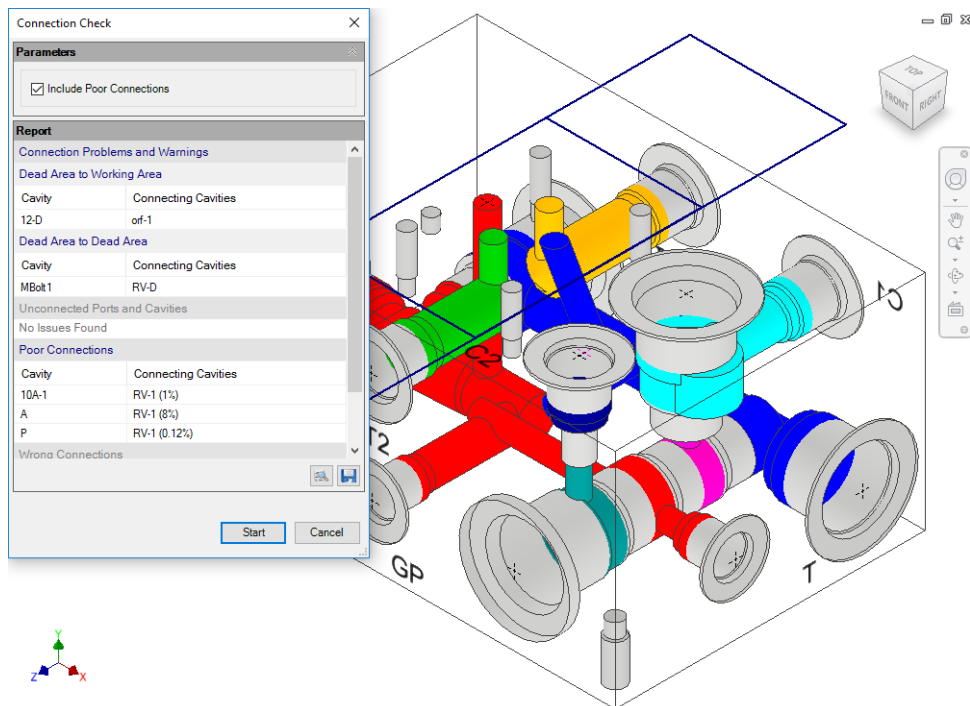 Connection Check
Parameters
Include Poor Connections
Report
Connection Problems and Warnings
Dead Area to Working Area
Cavity Connecting Cavities
12-D orf-1
Dead Area to Dead Area
Cavity Connecting Cavities
MBolt1 RV-D
Unconnected Ports and Cavities
No Issues Found
Poor Connections
Cavity Connecting Cavities
10A-1 RV-1 (1%)
A RV-1 (8%)
P RV-1 (0.12%)
Wrong Connections
Start Cancel
TOP
FRONT RIGHT
C1
C2
T2
GP
T
Y
Z X